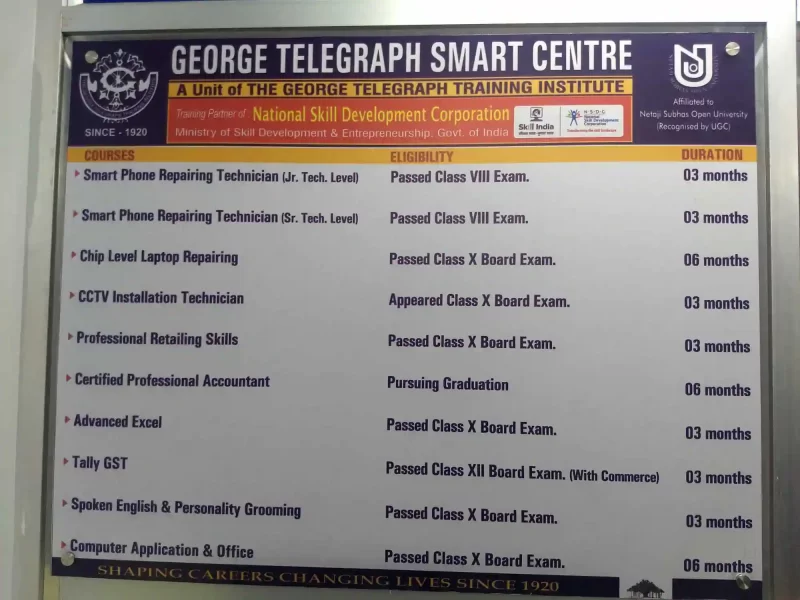 GEORGE TELEGRAPH SMART CENTRE
A Unit of THE GEORGE TELEGRAPH TRAINING INSTITUTE
SINCE - 1920
Training Partner of National Skill Development Corporation
Ministry of Skill Development & Entrepreneurship, Govt. of India
Skill India
N·S·D·C
National
Skill Development
Corporation
Affiliated to
Netaji Subhas Open University
(Recognised by UGC)
COURSES ELIGIBILITY DURATION
Smart Phone Repairing Technician (Jr. Tech. Level) Passed Class VIII Exam. 03 months
Smart Phone Repairing Technician (Sr. Tech. Level) Passed Class VIII Exam. 03 months
Chip Level Laptop Repairing Passed Class X Board Exam. 06 months
CCTV Installation Technician Appeared Class X Board Exam. 03 months
Professional Retailing Skills Passed Class X Board Exam. 03 months
Certified Professional Accountant Pursuing Graduation 06 months
Advanced Excel Passed Class X Board Exam. 03 months
Tally GST Passed Class XII Board Exam. (With Commerce) 03 months
Spoken English & Personality Grooming Passed Class X Board Exam. 03 months
Computer Application & Office Passed Class X Board Exam. 06 months
SHAPING CAREERS CHANGING LIVES SINCE 1920